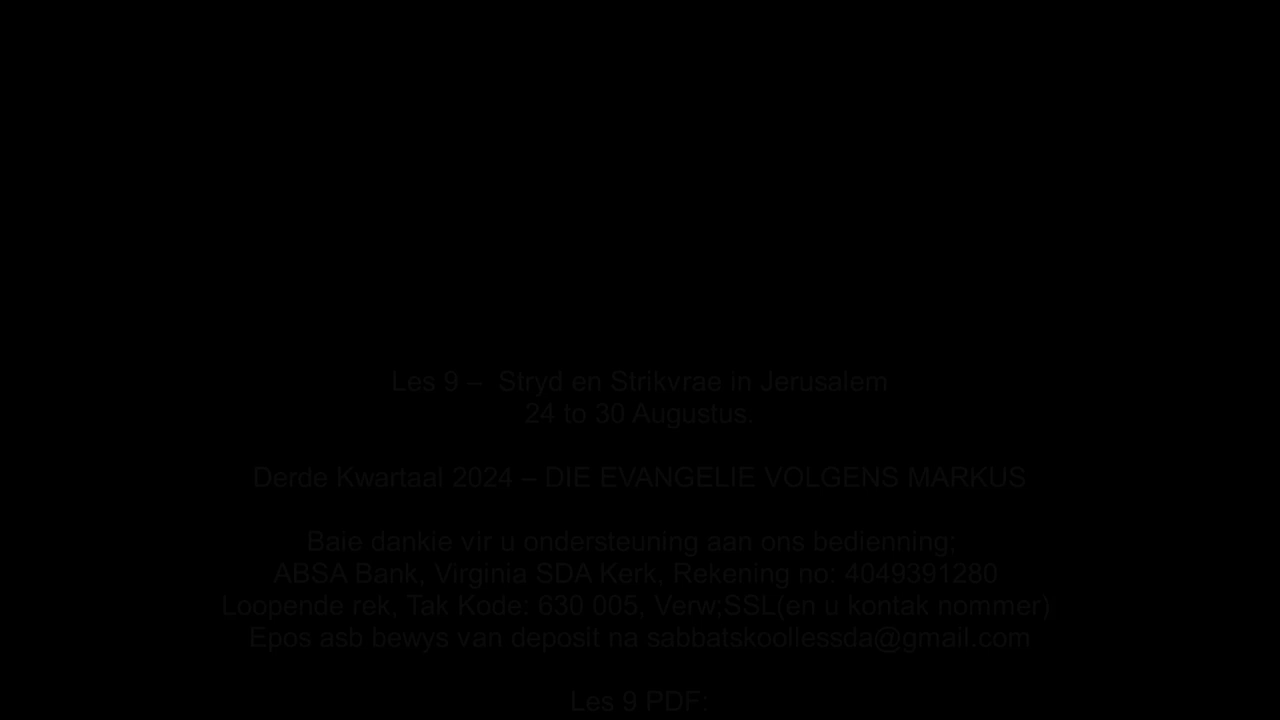 Les 9 – Stryd en Strikvrae in Jerusalem
24 to 30 Augustus.
Derde Kwartaal 2024 – DIE EVANGELIE VOLGENS MARKUS
Baie dankie vir u ondersteuning aan ons bedienning;
ABSA Bank, Virginia SDA Kerk, Rekening no: 4049391280
Loopende rek, Tak Kode: 630 005, Verw;SSL(en u kontak nommer).
Epos asb bewys van deposit na sabbatskoollessda@gmail.com
Les 9 PDF: